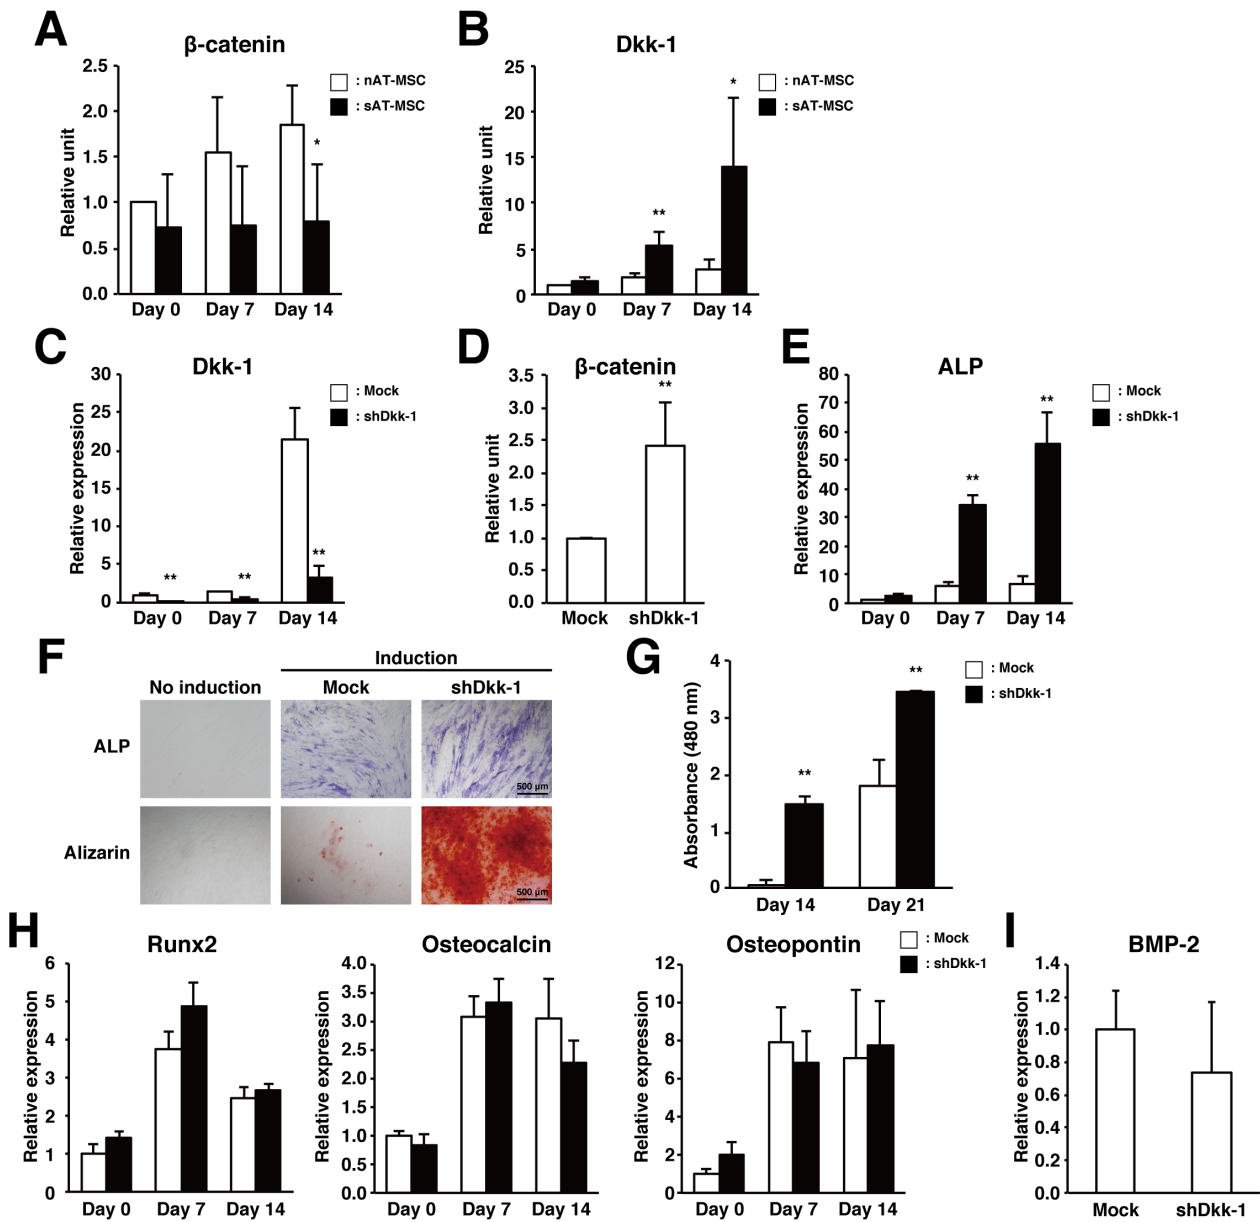 A
β-catenin
Relative unit
2.5
2.0
1.5
1.0
0.5
0.0
*
Day 0 Day 7 Day 14
: nAT-MSC
: sAT-MSC
B
Dkk-1
Relative unit
25
20
15
10
5
0
**
*
Day 0 Day 7 Day 14
: nAT-MSC
: sAT-MSC
C
Dkk-1
Relative expression
30
25
20
15
10
5
0
** ** **
Day 0 Day 7 Day 14
: Mock
: shDkk-1
D
β-catenin
Relative unit
3.5
3.0
2.5
2.0
1.5
1.0
0.5
0.0
**
Mock shDkk-1
E
ALP
Relative expression
80
70
60
50
40
30
20
10
0
** **
Day 0 Day 7 Day 14
: Mock
: shDkk-1
F
Induction
No induction Mock shDkk-1
ALP
500 µm
Alizarin
500 µm
G
Absorbance (480 nm)
4
3
2
1
0
** **
Day 14 Day 21
: Mock
: shDkk-1
H
Runx2
Relative expression
6
5
4
3
2
1
0
Day 0 Day 7 Day 14
Osteocalcin
Relative expression
4.0
3.5
3.0
2.5
2.0
1.5
1.0
0.5
0.0
Day 0 Day 7 Day 14
Osteopontin
Relative expression
12
10
8
6
4
2
0
Day 0 Day 7 Day 14
: Mock
: shDkk-1
I
BMP-2
Relative expression
1.4
1.2
1.0
0.8
0.6
0.4
0.2
0.0
Mock shDkk-1